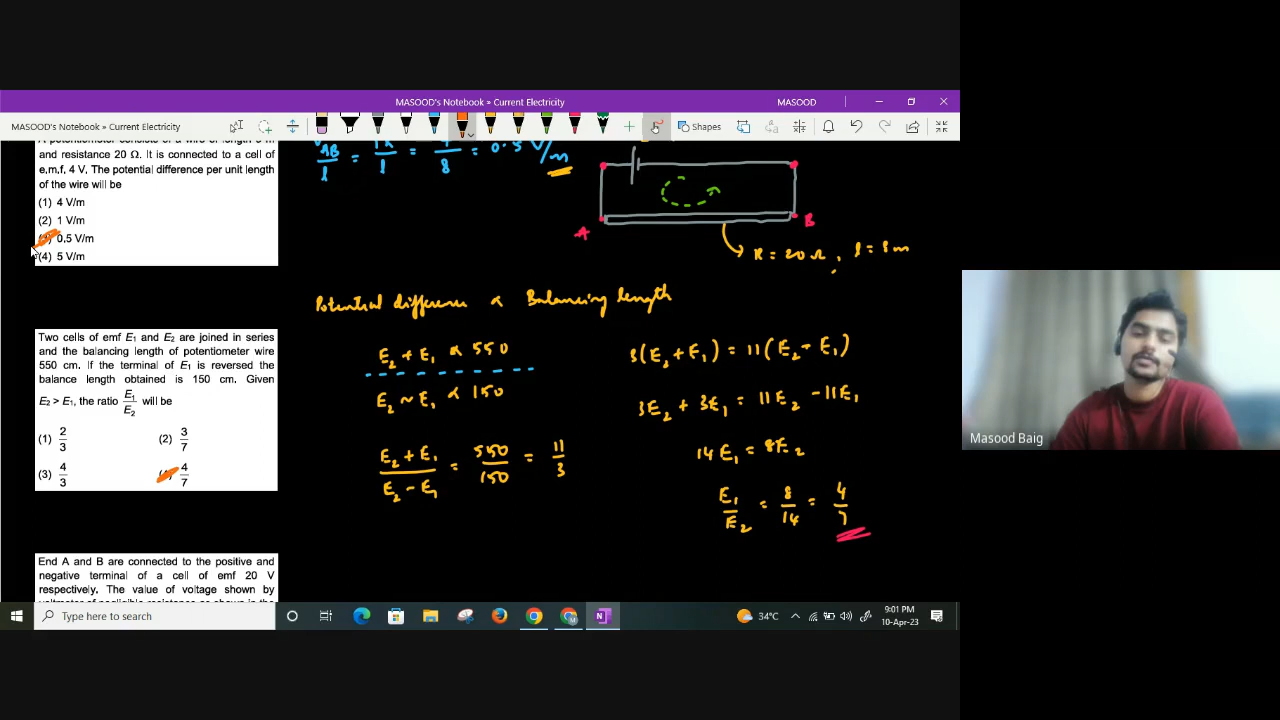 MASOOD's Notebook » Current Electricity
MASOOD
MASOOD's Notebook » Current Electricity
Shapes
and resistance 20 Ω. It is connected to a cell of
e,m,f, 4 V. The potential difference per unit length
of the wire will be
(1) 4 V/m
(2) 1 V/m
0.5 V/m
(4) 5 V/m
AB/l = /l = /8 = 0.5 V/m
A
B
R = 20 Ω, l = 8 m
Potential difference ∝ Balancing length
Two cells of emf E₁ and E₂ are joined in series
and the balancing length of potentiometer wire
550 cm. If the terminal of E₁ is reversed the
balance length obtained is 150 cm. Given
E₂ > E₁, the ratio E₁/E₂ will be
(1) 2/3 (2) 3/7
(3) 4/3 4/7
E₂ + E₁ ∝ 550
E₂ ~ E₁ ∝ 150
E₂ + E₁/E₂ - E₁ = 550/150 = 11/3
3(E₂ + E₁) = 11(E₂ - E₁)
3E₂ + 3E₁ = 11E₂ - 11E₁
14E₁ = 8E₂
E₁/E₂ = 8/14 = 4/7
End A and B are connected to the positive and
negative terminal of a cell of emf 20 V
respectively. The value of voltage shown by
Masood Baig
Type here to search
34°C
9:01 PM
10-Apr-23